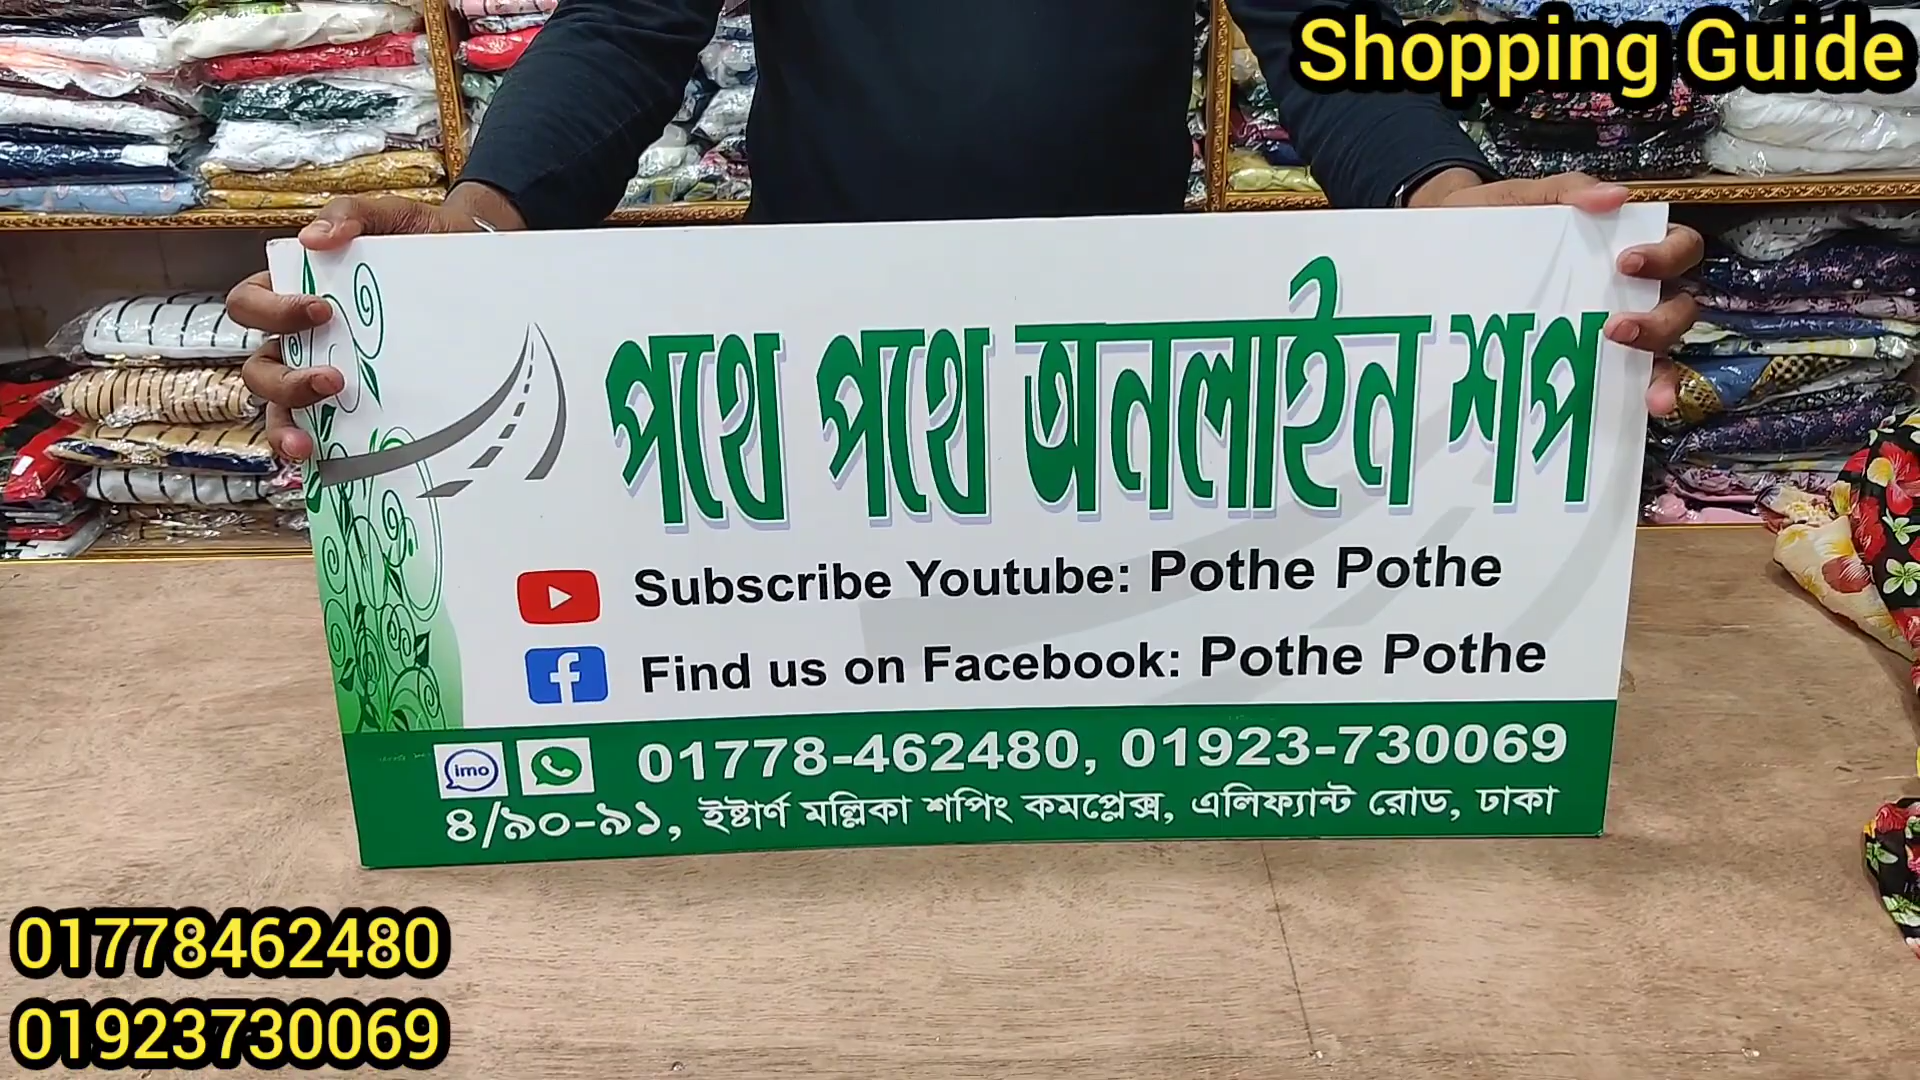 Shopping Guide
পথে পথে অনলাইন শপ
Subscribe Youtube: Pothe Pothe
Find us on Facebook: Pothe Pothe
imo
01778-462480, 01923-730069
৪/৯০-৯১, ইষ্টার্ণ মল্লিকা শপিং কমপ্লেক্স, এলিফ্যান্ট রোড, ঢাকা
01778462480
01923730069